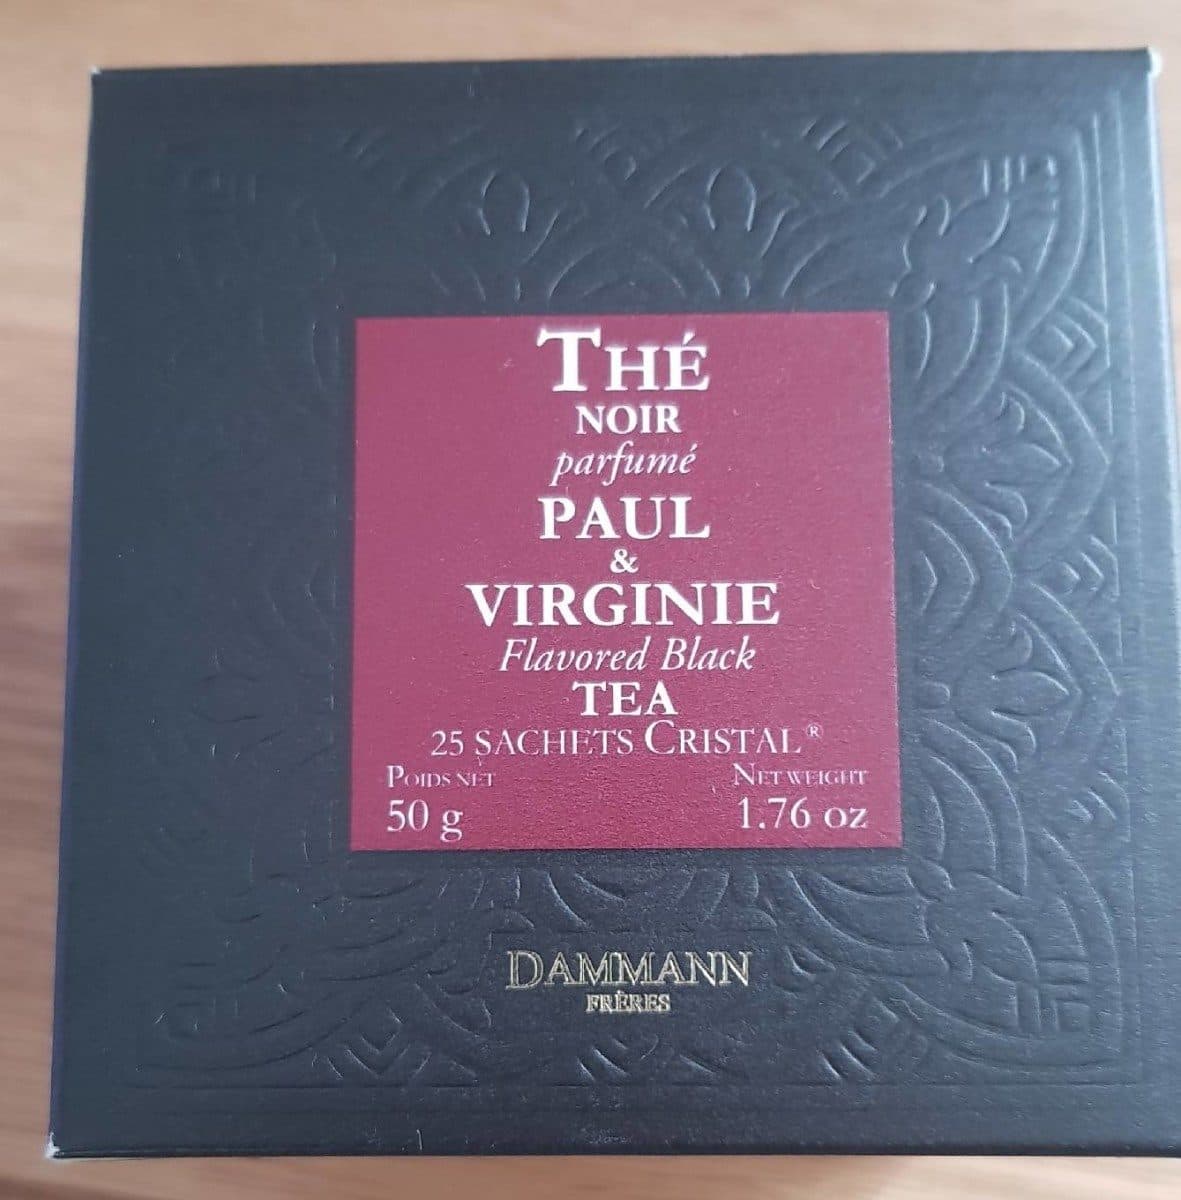 THÉ
NOIR
parfumé
PAUL
&
VIRGINIE
Flavored Black
TEA
25 SACHETS CRISTAL®
POIDS NET NET WEIGHT
50 g 1.76 oz
DAMMANN
FRÈRES